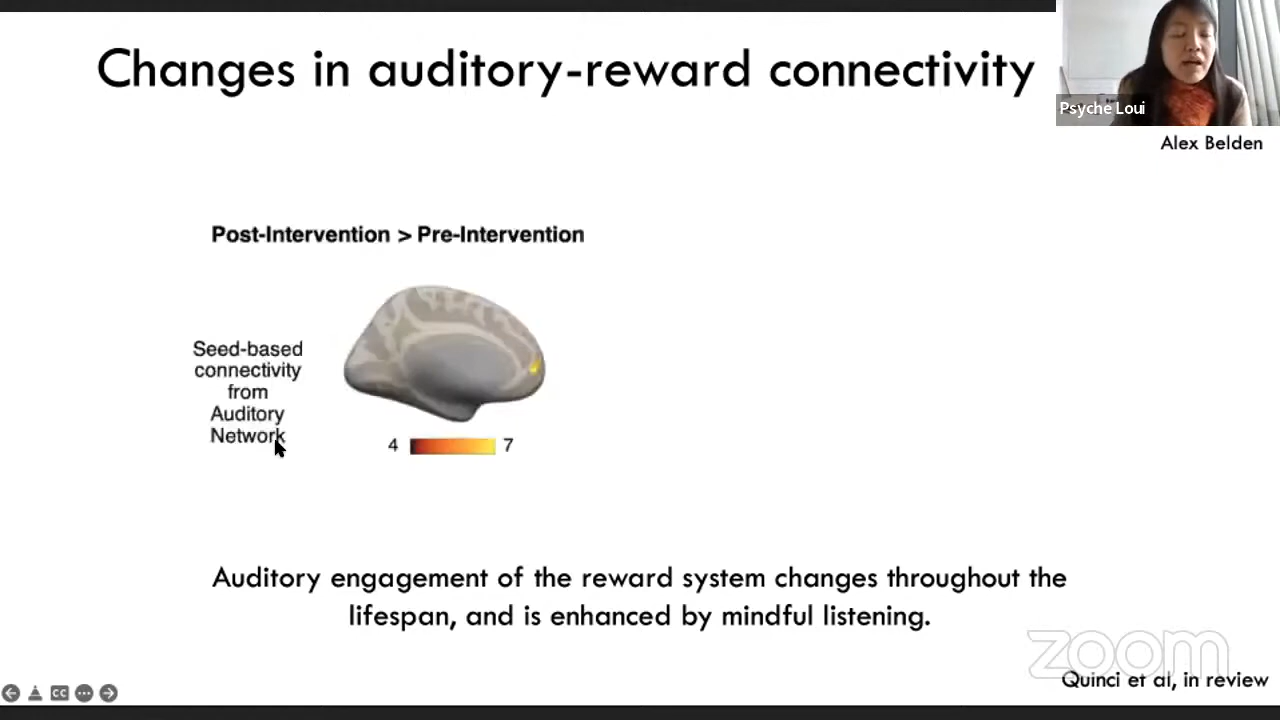 Changes in auditory-reward connectivity
Psyche Loui
Alex Belden
Post-Intervention > Pre-Intervention
Seed-based
connectivity
from
Auditory
Network
4
7
Auditory engagement of the reward system changes throughout the
lifespan, and is enhanced by mindful listening.
zoom
Quinci et al, in review
CC